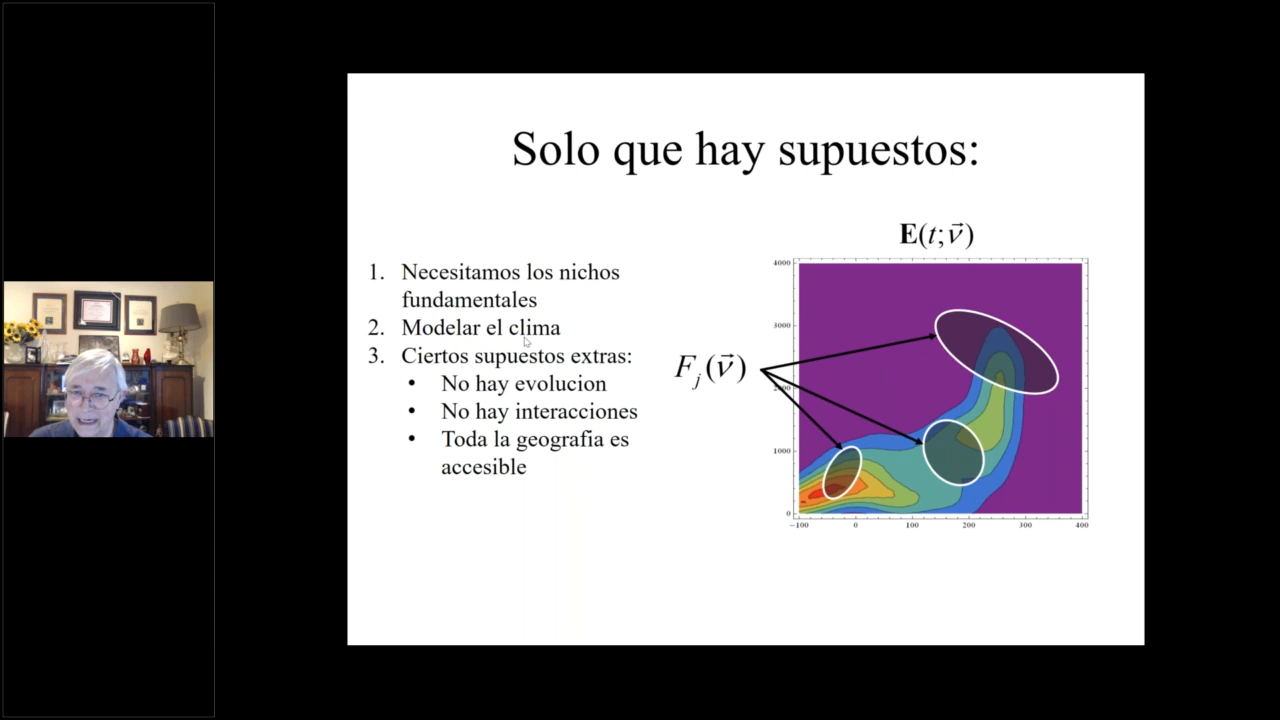 Solo que hay supuestos:
1. Necesitamos los nichos
fundamentales
2. Modelar el clima
3. Ciertos supuestos extras:
• No hay evolucion
• No hay interacciones
• Toda la geografia es
accesible
E(t;v⃗)
F_j(v⃗)
4000
3000
2000
1000
0
−100 0 100 200 300 400